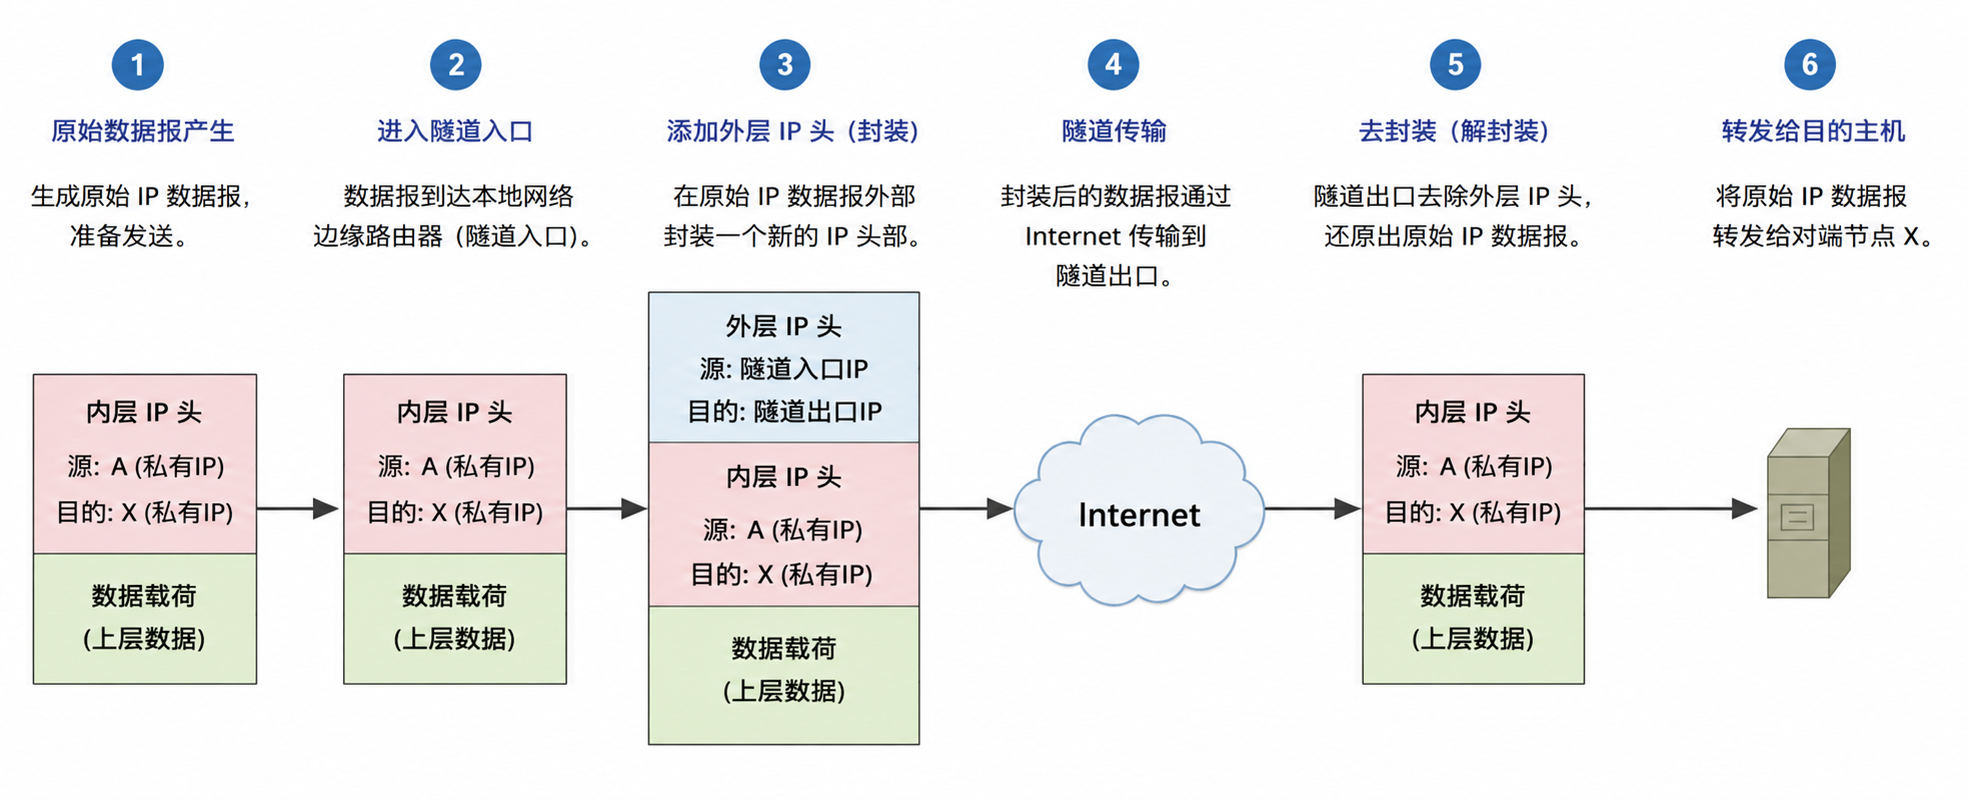 1
原始数据报产生
生成原始 IP 数据报，
准备发送。
2
进入隧道入口
数据报到达本地网络
边缘路由器（隧道入口）。
3
添加外层 IP 头（封装）
在原始 IP 数据报外部
封装一个新的 IP 头部。
4
隧道传输
封装后的数据报通过
Internet 传输到
隧道出口。
5
去封装（解封装）
隧道出口去除外层 IP 头，
还原出原始 IP 数据报。
6
转发给目的主机
将原始 IP 数据报
转发给对端节点 X。
内层 IP 头
源: A (私有IP)
目的: X (私有IP)
数据载荷
(上层数据)
内层 IP 头
源: A (私有IP)
目的: X (私有IP)
数据载荷
(上层数据)
外层 IP 头
源: 隧道入口IP
目的: 隧道出口IP
内层 IP 头
源: A (私有IP)
目的: X (私有IP)
数据载荷
(上层数据)
Internet
内层 IP 头
源: A (私有IP)
目的: X (私有IP)
数据载荷
(上层数据)